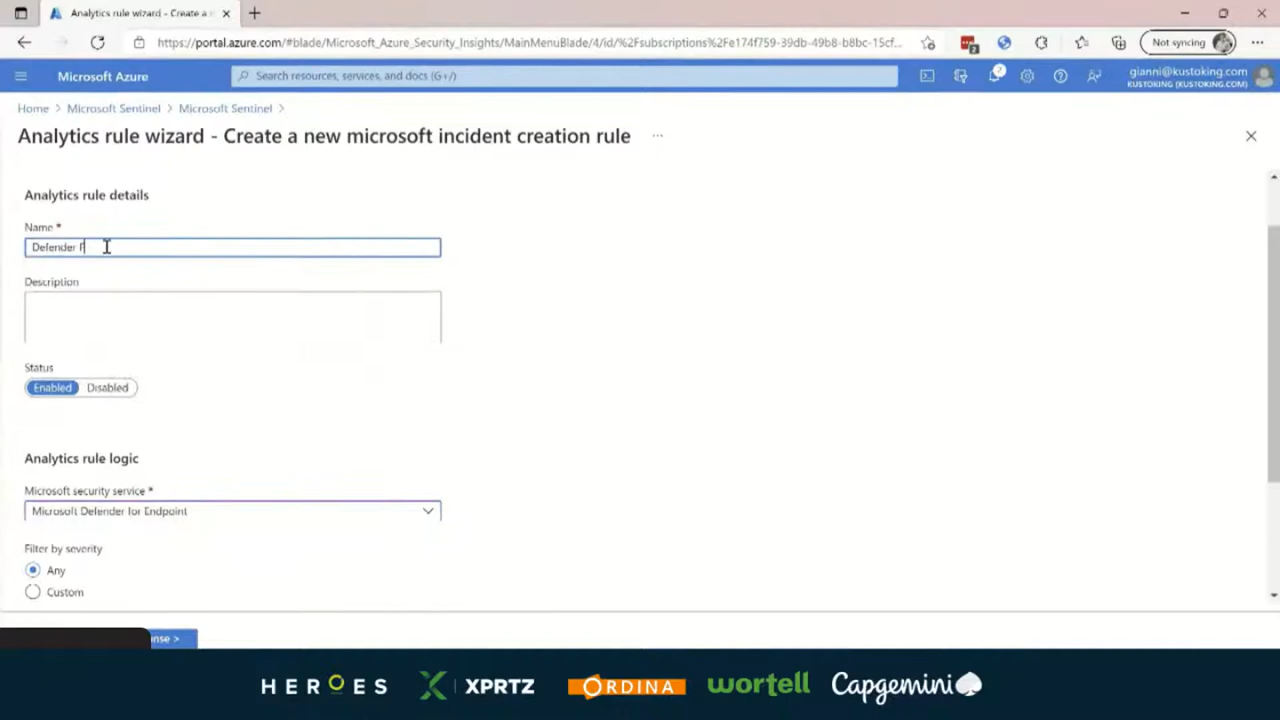 Analytics rule wizard - Create a n
https://portal.azure.com/#blade/Microsoft_Azure_Security_Insights/MainMenuBlade/4/id/%2Fsubscriptions%2Fe174f759-39db-49b8-b8bc-15cf...
Not syncing
Microsoft Azure
Search resources, services, and docs (G+/)
2
gianni@kustoking.com
KUSTOKING (KUSTOKING.COM)
Home > Microsoft Sentinel > Microsoft Sentinel >
Analytics rule wizard - Create a new microsoft incident creation rule ...
Analytics rule details
Name *
Defender F
Description
Status
Enabled Disabled
Analytics rule logic
Microsoft security service *
Microsoft Defender for Endpoint
Filter by severity
Any
Custom
onse >
HEROES XPRTZ ORDINA wortell Capgemini